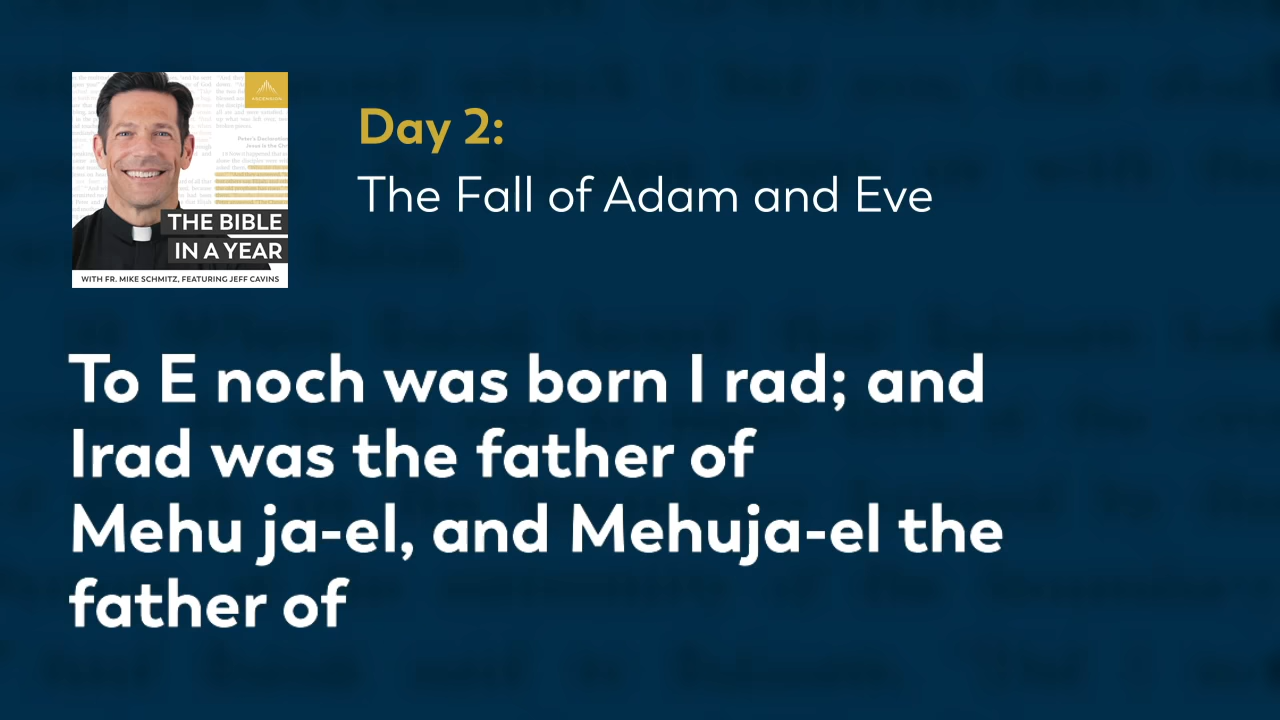 ASCENSION
THE BIBLE
IN A YEAR
WITH FR. MIKE SCHMITZ, FEATURING JEFF CAVINS
Day 2:
The Fall of Adam and Eve
To E noch was born I rad; and
Irad was the father of
Mehu ja-el, and Mehuja-el the
father of